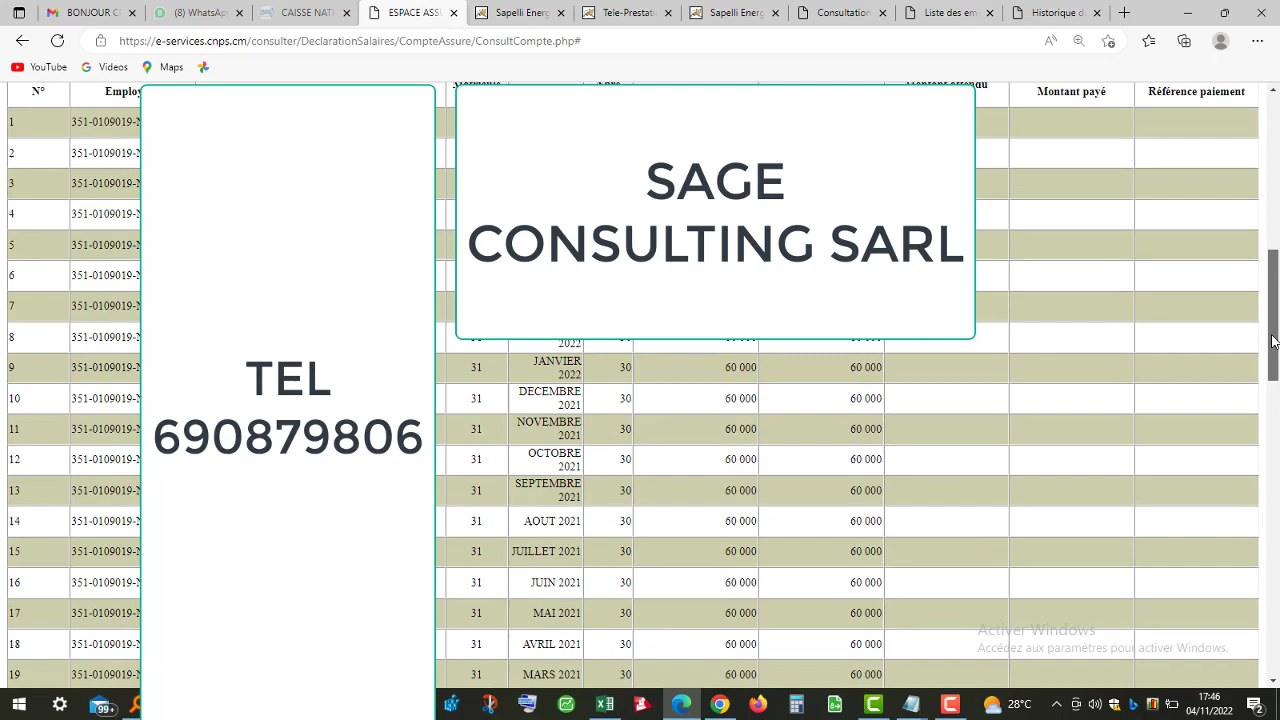 BONJOUR C
(8) WhatsApp
CAISSE NATI
ESPACE ASS
Sapelli Energ
Tele-Prestati
Sapelli Energ
Consultation
Liste des em
Historique d
https://e-services.cnps.cm/consulter/DeclarationSalaires/CompteAssure/ConsultCompte.php#
YouTube
Videos
Maps
N° Employ Montant attendu Montant payé Référence paiement
1 351-0109019-N
2 351-0109019-N
3 351-0109019-N
4 351-0109019-N
5 351-0109019-N
6 351-0109019-N
7 351-0109019-N
SAGE
CONSULTING SARL
8 351-0109019-N 2022
9 351-0109019-N 31 JANVIER 2022 30 60 000 60 000
10 351-0109019-N 31 DECEMBRE 2021 30 60 000 60 000
11 351-0109019-N 31 NOVEMBRE 2021 30 60 000 60 000
12 351-0109019-N 31 OCTOBRE 2021 30 60 000 60 000
13 351-0109019-N 31 SEPTEMBRE 2021 30 60 000 60 000
14 351-0109019-N 31 AOUT 2021 30 60 000 60 000
15 351-0109019-N 31 JUILLET 2021 30 60 000 60 000
16 351-0109019-N 31 JUIN 2021 30 60 000 60 000
17 351-0109019-N 31 MAI 2021 30 60 000 60 000
18 351-0109019-N 31 AVRIL 2021 30 60 000 60 000
19 351-0109019-N 31 MARS 2021 30 60 000 60 000
TEL
690879806
Activer Windows
Accédez aux paramètres pour activer Windows.
99+
28°C
17:46
04/11/2022
2